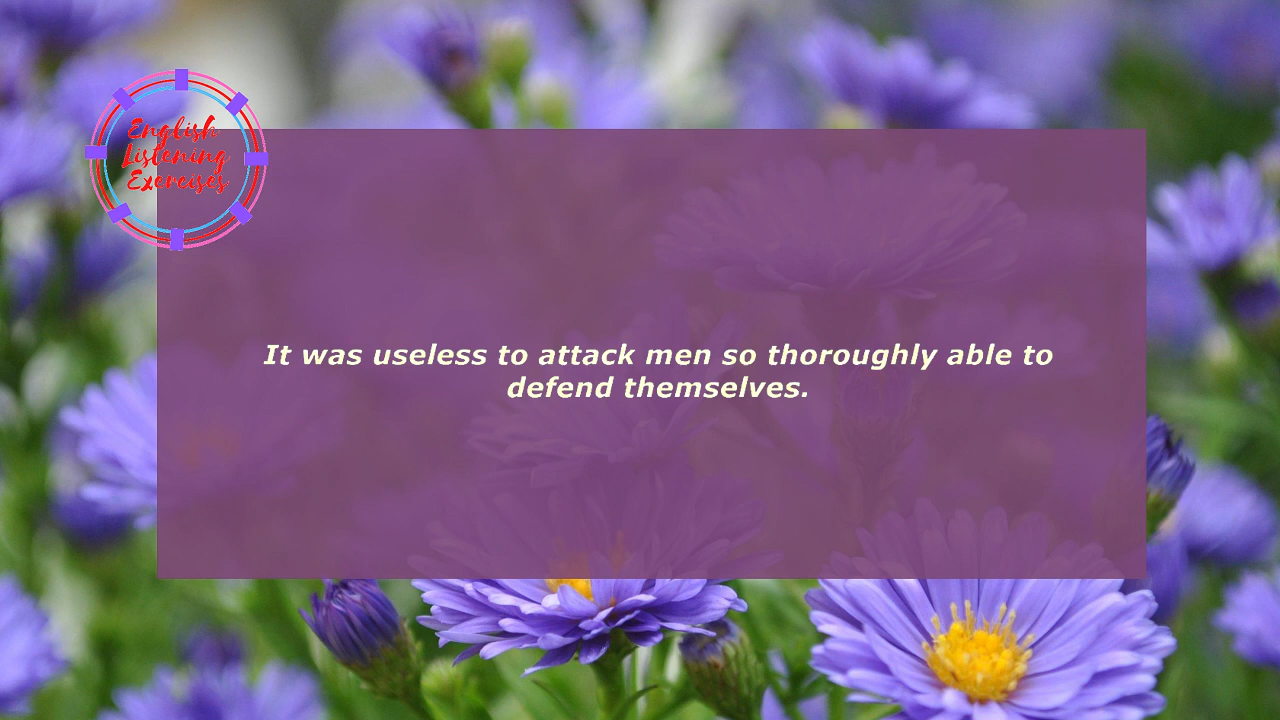 English
Listening
Exercises
It was useless to attack men so thoroughly able to
defend themselves.